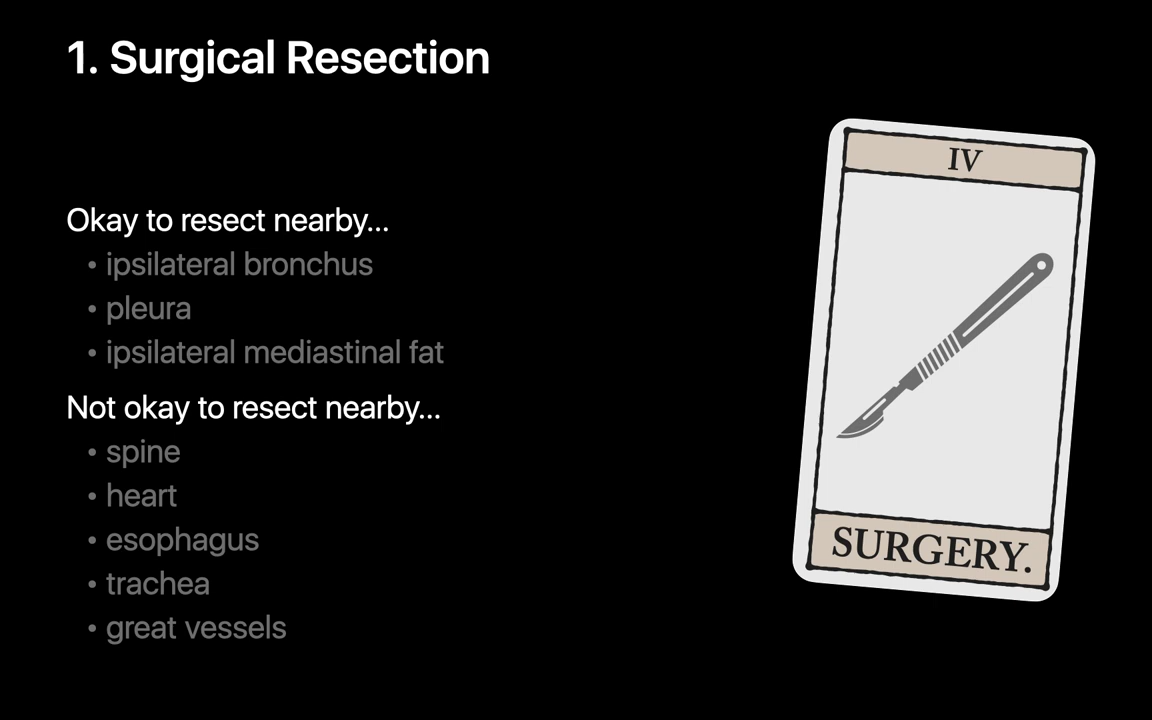 1. Surgical Resection
Okay to resect nearby...
• ipsilateral bronchus
• pleura
• ipsilateral mediastinal fat
Not okay to resect nearby...
• spine
• heart
• esophagus
• trachea
• great vessels
IV
SURGERY.